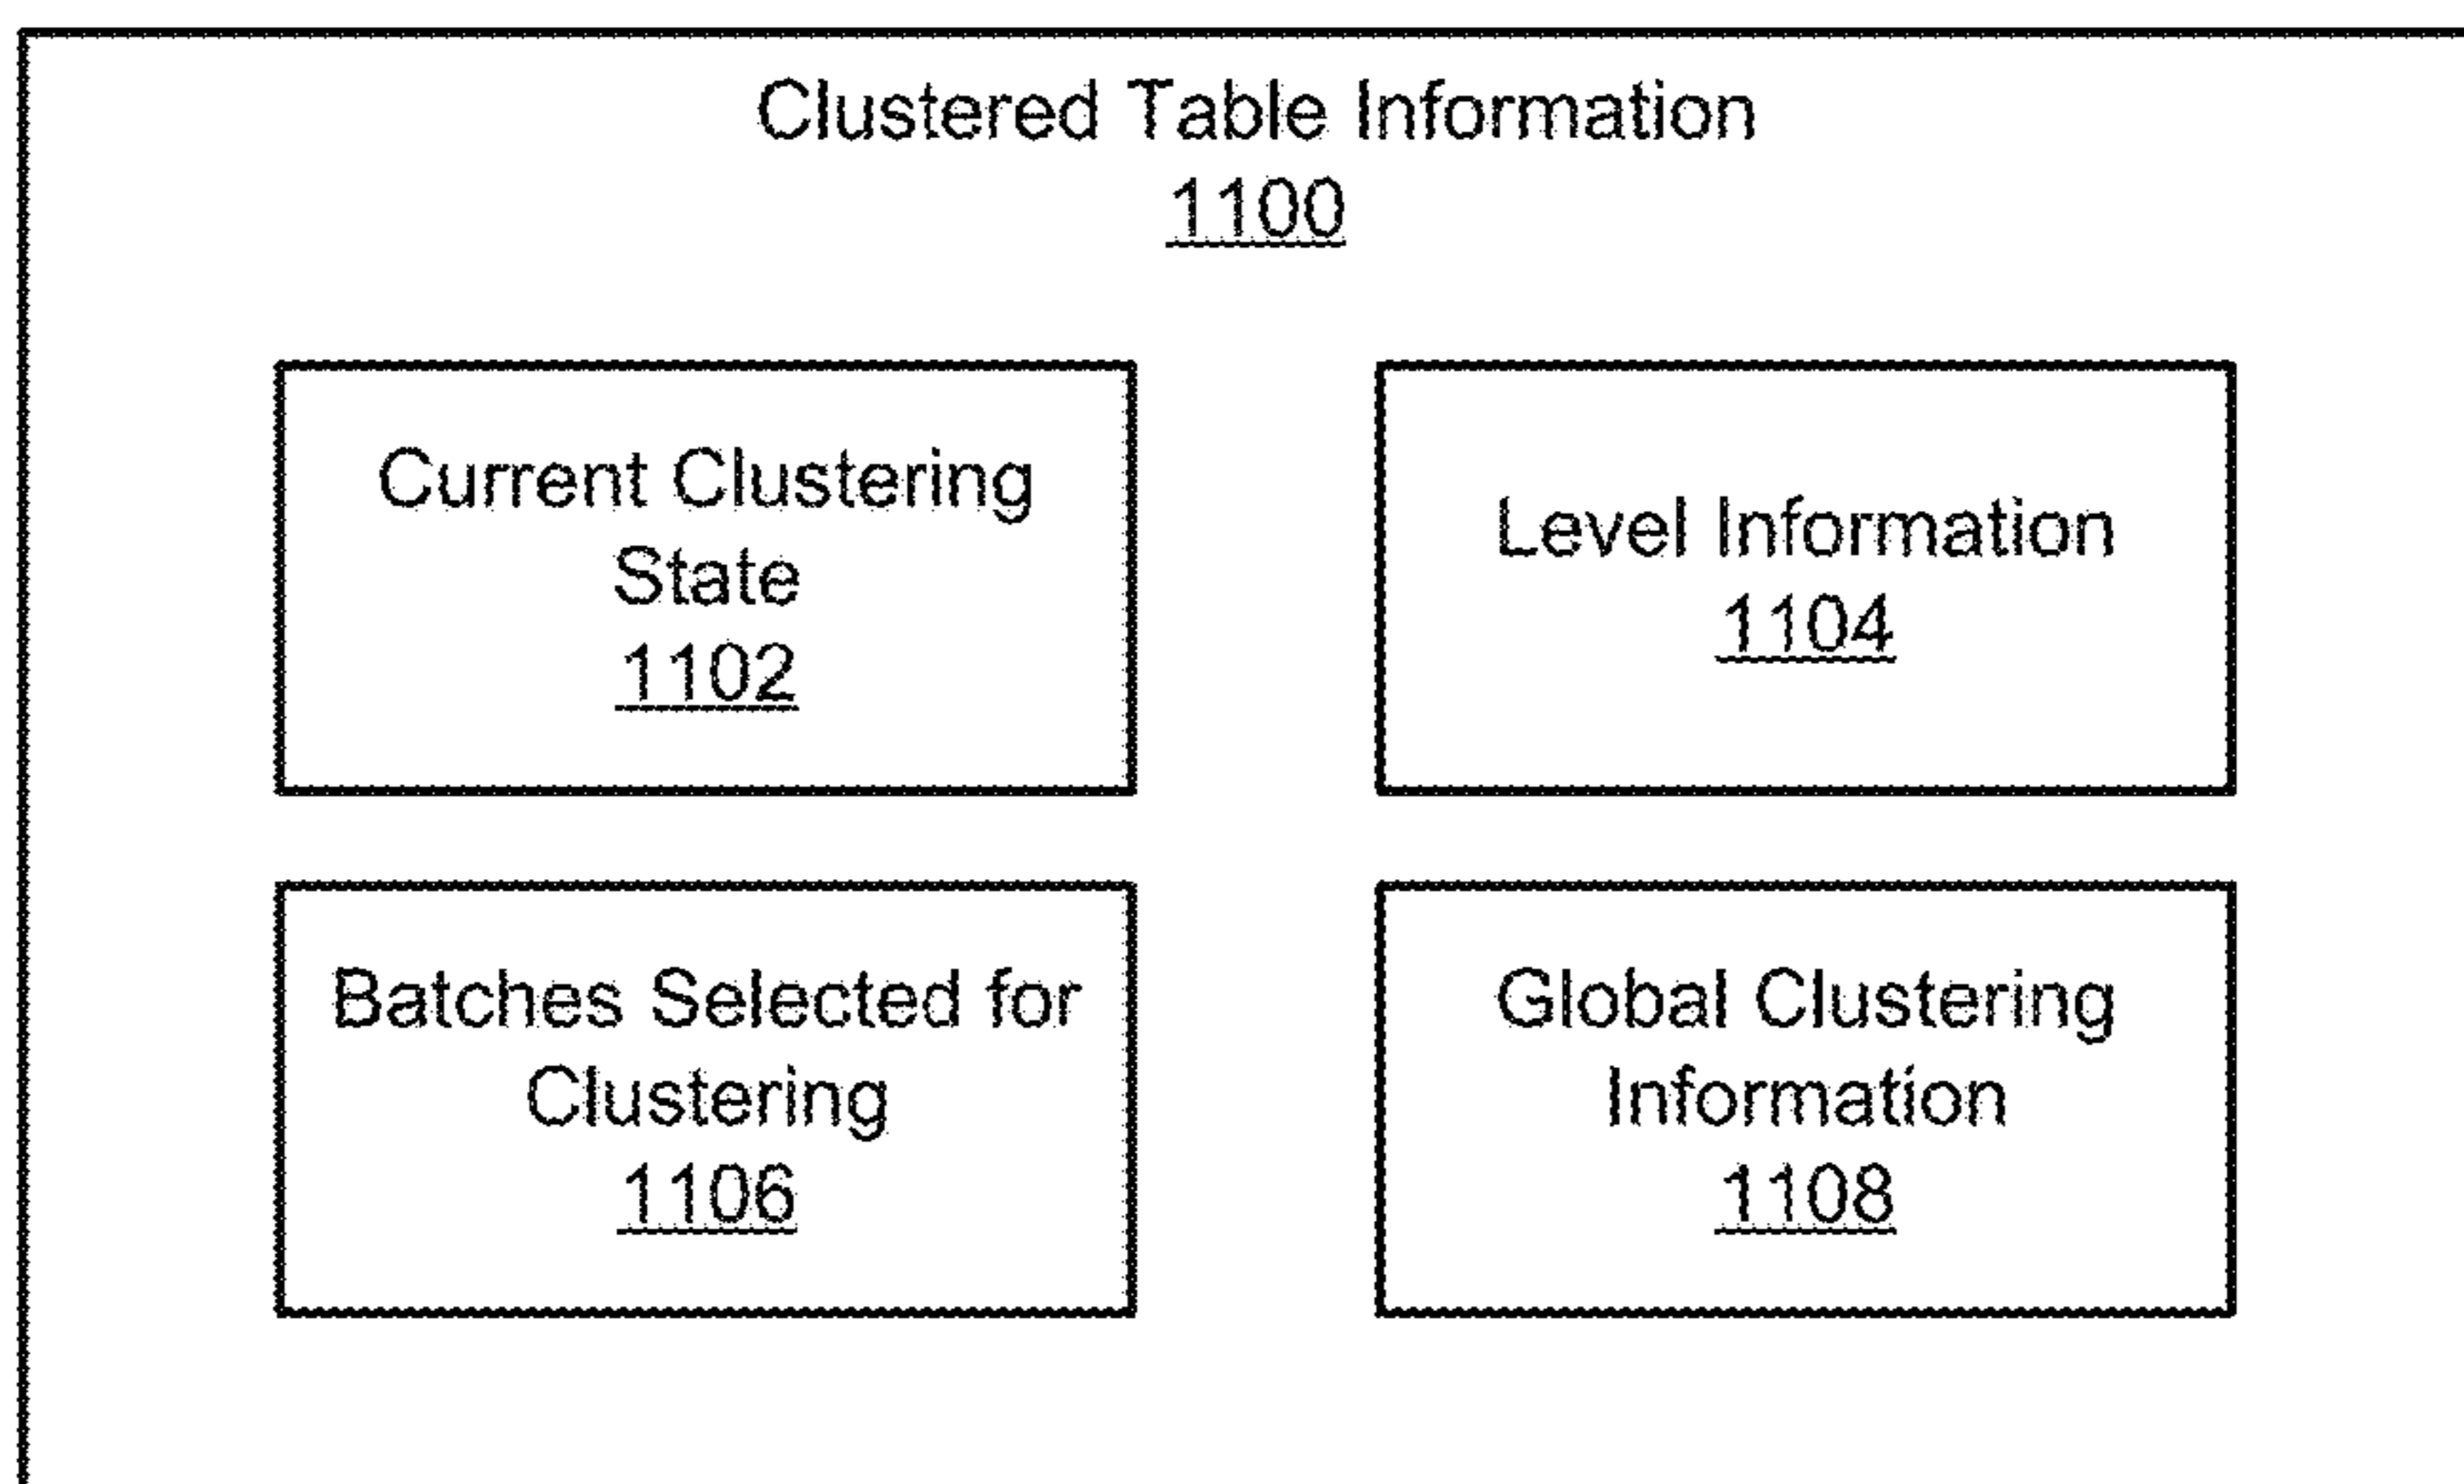 Clustered Table Information
1100
Current Clustering
State
1102
Level Information
1104
Batches Selected for
Clustering
1106
Global Clustering
Information
1108